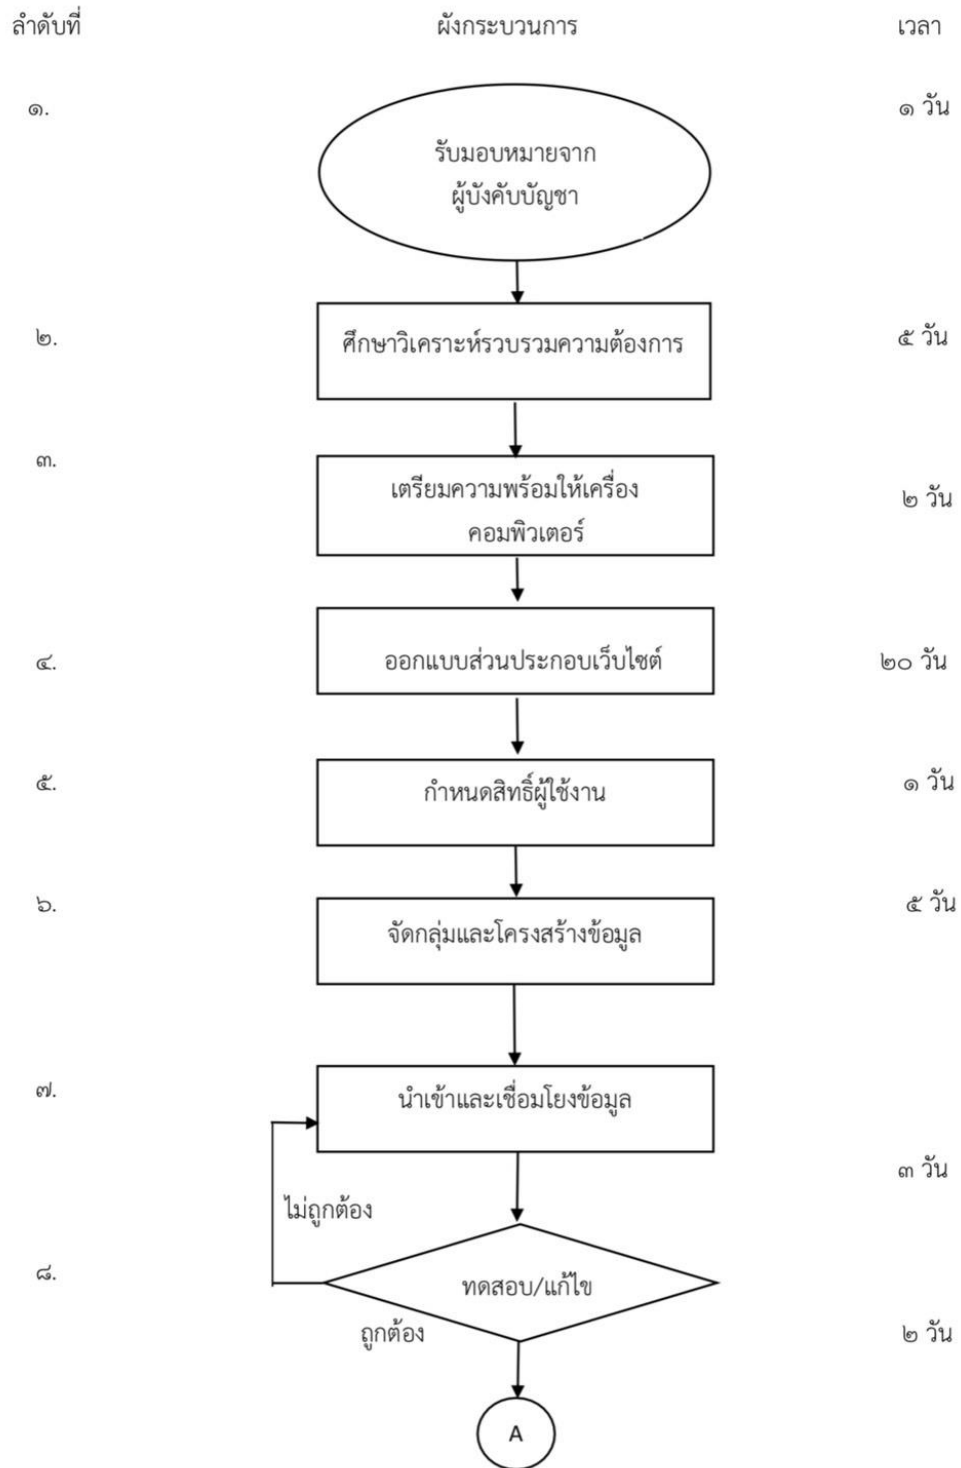 ลำดับที่ ผังกระบวนการ เวลา
๑. ๑ วัน
รับมอบหมายจาก
ผู้บังคับบัญชา
๒. ศึกษาวิเคราะห์รวบรวมความต้องการ ๕ วัน
๓.
เตรียมความพร้อมให้เครื่อง
๒ วัน
คอมพิวเตอร์
๔. ออกแบบส่วนประกอบเว็บไซต์ ๒๐ วัน
๕. กำหนดสิทธิ์ผู้ใช้งาน ๑ วัน
๖. ๕ วัน
จัดกลุ่มและโครงสร้างข้อมูล
๗. นำเข้าและเชื่อมโยงข้อมูล
๓ วัน
ไม่ถูกต้อง
๘. ทดสอบ/แก้ไข
ถูกต้อง ๒ วัน
A